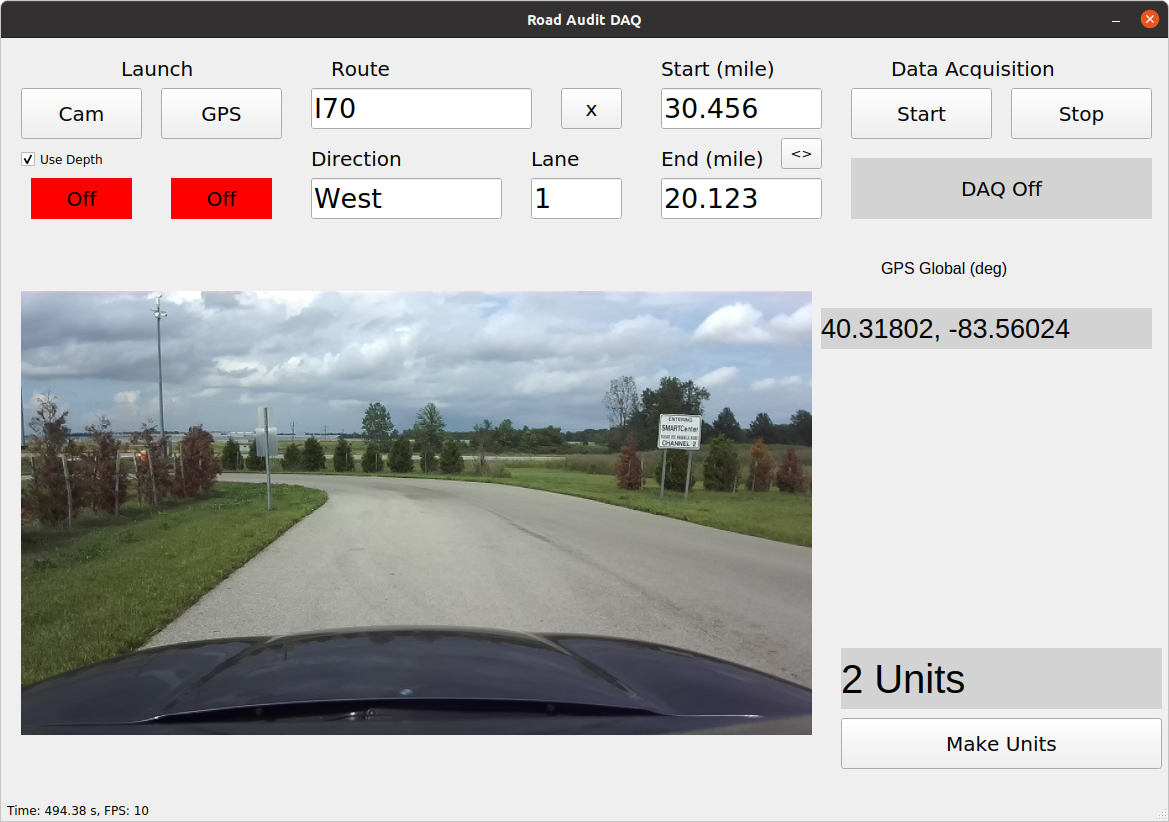 Road Audit DAQ
Launch
Route
Start (mile)
Data Acquisition
Cam
GPS
I70
x
30.456
Start
Stop
Use Depth
Direction
Lane
End (mile)
<>
Off
Off
West
1
20.123
DAQ Off
GPS Global (deg)
40.31802, -83.56024
ENTERING
SMARTCenter
CHANNEL 2
2 Units
Make Units
Time: 494.38 s, FPS: 10